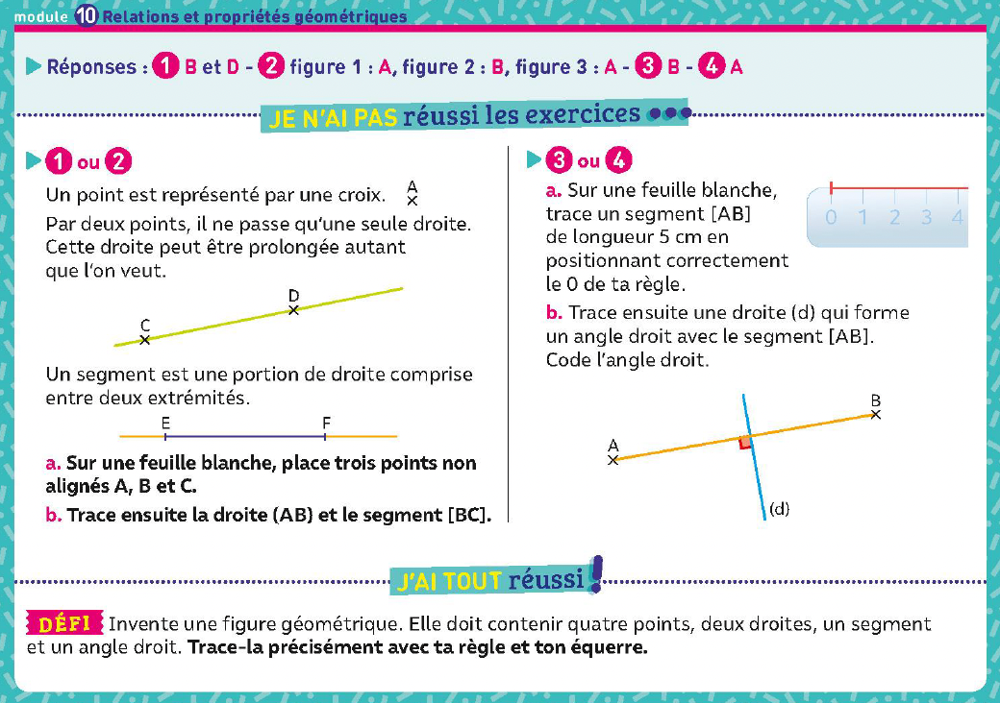 module 10 Relations et propriétés géométriques
Réponses : 1 B et D - 2 figure 1 : A, figure 2 : B, figure 3 : A - 3 B - 4 A
JE N'AI PAS réussi les exercices
1 ou 2
Un point est représenté par une croix.
A
Par deux points, il ne passe qu'une seule droite.
Cette droite peut être prolongée autant
que l'on veut.
D
C
Un segment est une portion de droite comprise
entre deux extrémités.
E F
a. Sur une feuille blanche, place trois points non
alignés A, B et C.
b. Trace ensuite la droite (AB) et le segment [BC].
3 ou 4
a. Sur une feuille blanche,
trace un segment [AB]
de longueur 5 cm en
positionnant correctement
le 0 de ta règle.
0 1 2 3 4
b. Trace ensuite une droite (d) qui forme
un angle droit avec le segment [AB].
Code l'angle droit.
B
A
(d)
J'AI TOUT réussi !
DÉFI Invente une figure géométrique. Elle doit contenir quatre points, deux droites, un segment
et un angle droit. Trace-la précisément avec ta règle et ton équerre.